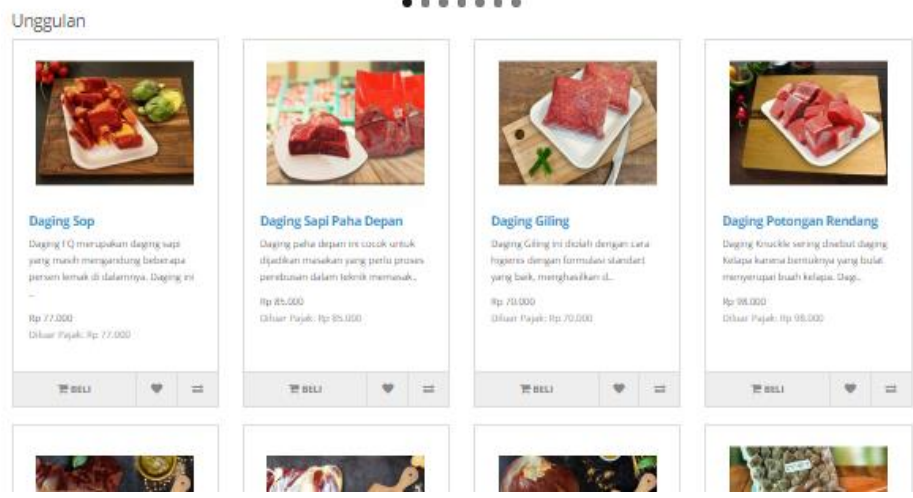 Unggulan
Daging Sop
Daging FQ merupakan daging sapi
yang masih mengandung beberapa
persen lemak di dalamnya. Daging ini
..
Rp 77.000
Diluar Pajak: Rp 77.000
BELI
Daging Sapi Paha Depan
Daging paha depan ini cocok untuk
dijadikan masakan yang perlu proses
perebusan dalam teknik memasak..
Rp 85.000
Diluar Pajak: Rp 85.000
BELI
Daging Giling
Daging Giling ini diolah dengan cara
higienis dengan formulasi standart
yang baik, menghasilkan d..
Rp 70.000
Diluar Pajak: Rp 70.000
BELI
Daging Potongan Rendang
Daging Knuckle sering disebut daging
Kelapa karena bentuknya yang bulat
menyerupai buah kelapa. Dagi..
Rp 98.000
Diluar Pajak: Rp 98.000
BELI